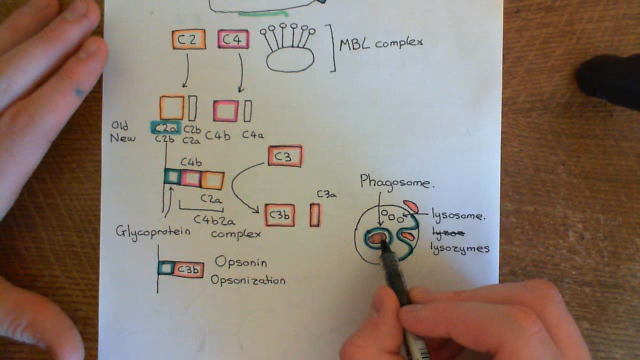 C2
C4
MBL complex
Old
New
C2a
C2b
C2b
C2a
C4b
C4a
C4b
C2a
C4b2a
complex
Glycoprotein
C3
C3a
C3b
C3b
Opsonin
Opsonization
Phagosome.
lysosome.
lyzoe
lysozymes